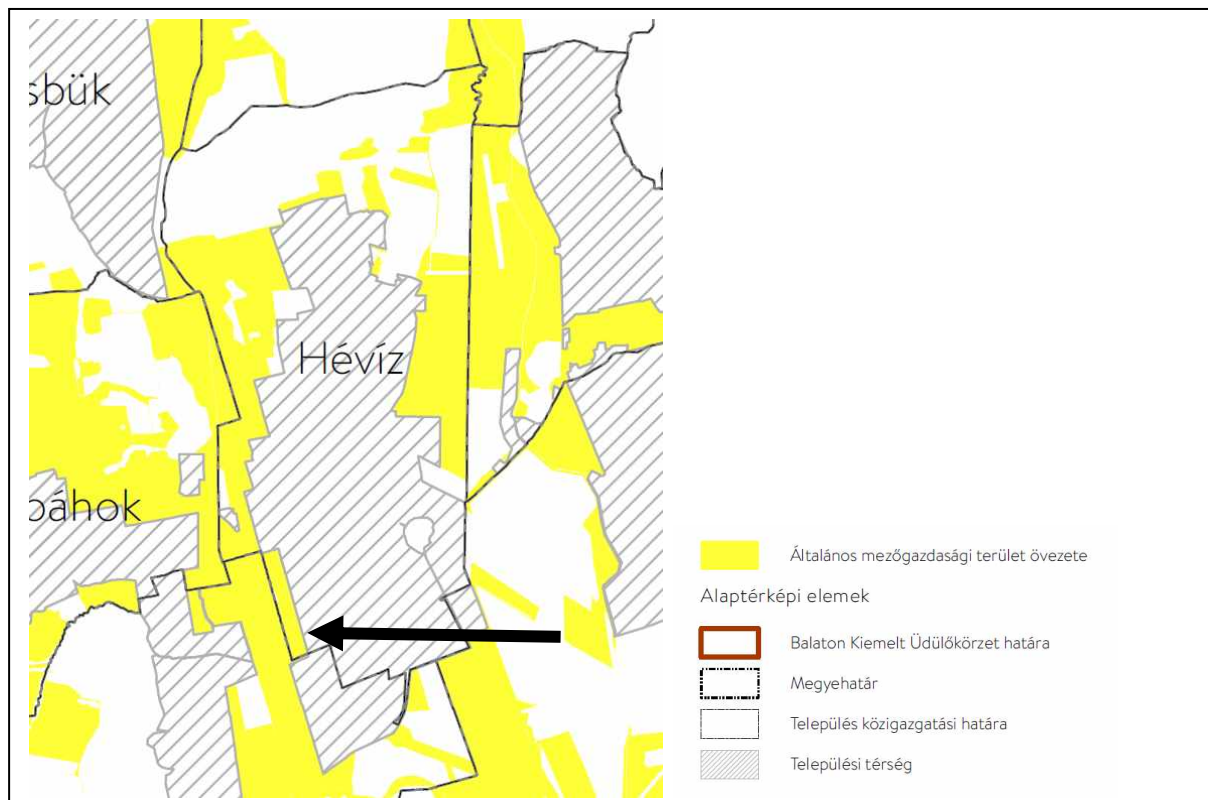 sbük
Hévíz
páhok
Általános mezőgazdasági terület övezete
Alaptérképi elemek
Balaton Kiemelt Üdülőkörzet határa
Megyehatár
Település közigazgatási határa
Települési térség